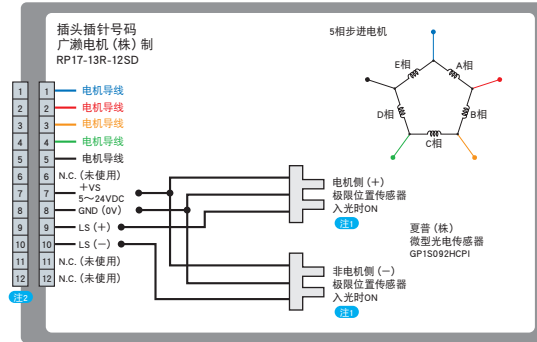 插头插针号码
广濑电机（株）制
RP17-13R-12SD
5相步进电机
E相
A相
D相
B相
C相
1 1 电机导线
2 2 电机导线
3 3 电机导线
4 4 电机导线
5 5 电机导线
6 6 N.C.（未使用）
7 7 ＋VS
5～24VDC
8 8 GND（0V）
9 9 LS（＋）
10 10 LS（－）
11 11 N.C.（未使用）
12 12 N.C.（未使用）
注2
电机侧（＋）
极限位置传感器
入光时ON
注1
夏普（株）
微型光电传感器
GP1S092HCPI
非电机侧（－）
极限位置传感器
入光时ON
注1